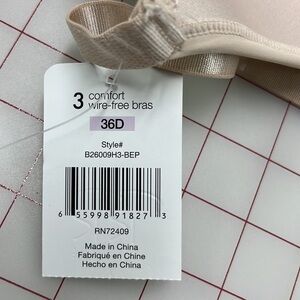 3 comfort
wire-free bras
36D
Style#
B26009H3-BEP
6 55998 91827 3
RN72409
Made in China
Fabriqué en Chine
Hecho en China